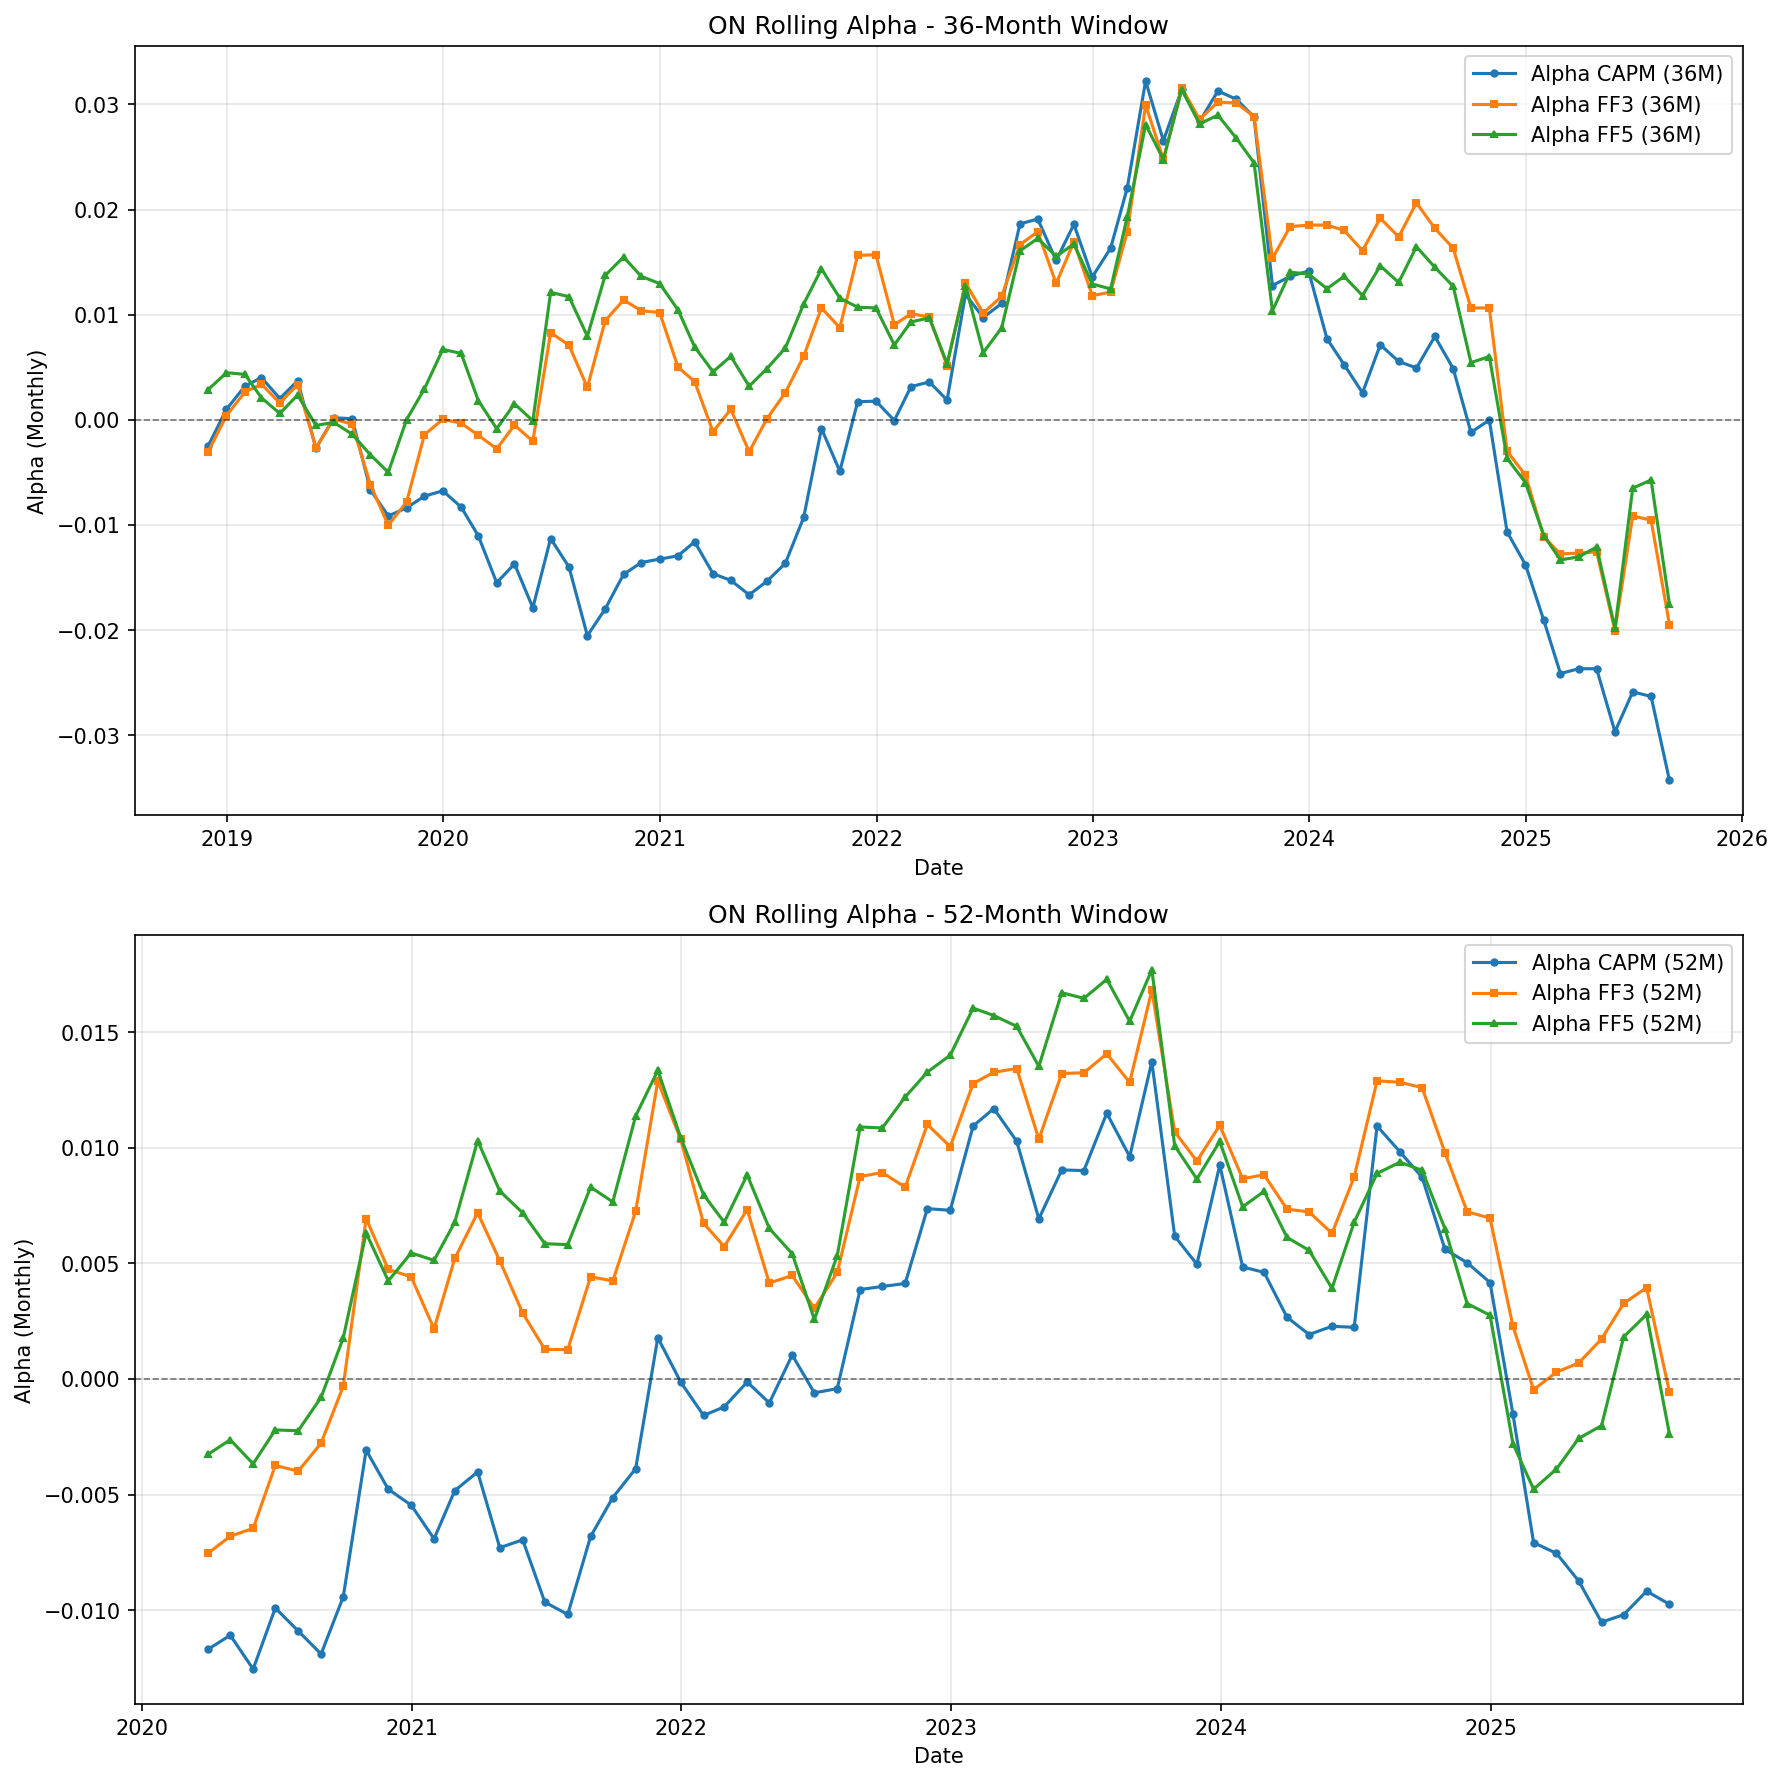 ON Rolling Alpha - 36-Month Window
Alpha CAPM (36M)
Alpha FF3 (36M)
Alpha FF5 (36M)
Alpha (Monthly)
0.03
0.02
0.01
0.00
−0.01
−0.02
−0.03
2019 2020 2021 2022 2023 2024 2025 2026
Date
ON Rolling Alpha - 52-Month Window
Alpha CAPM (52M)
Alpha FF3 (52M)
Alpha FF5 (52M)
Alpha (Monthly)
0.015
0.010
0.005
0.000
−0.005
−0.010
2020 2021 2022 2023 2024 2025
Date